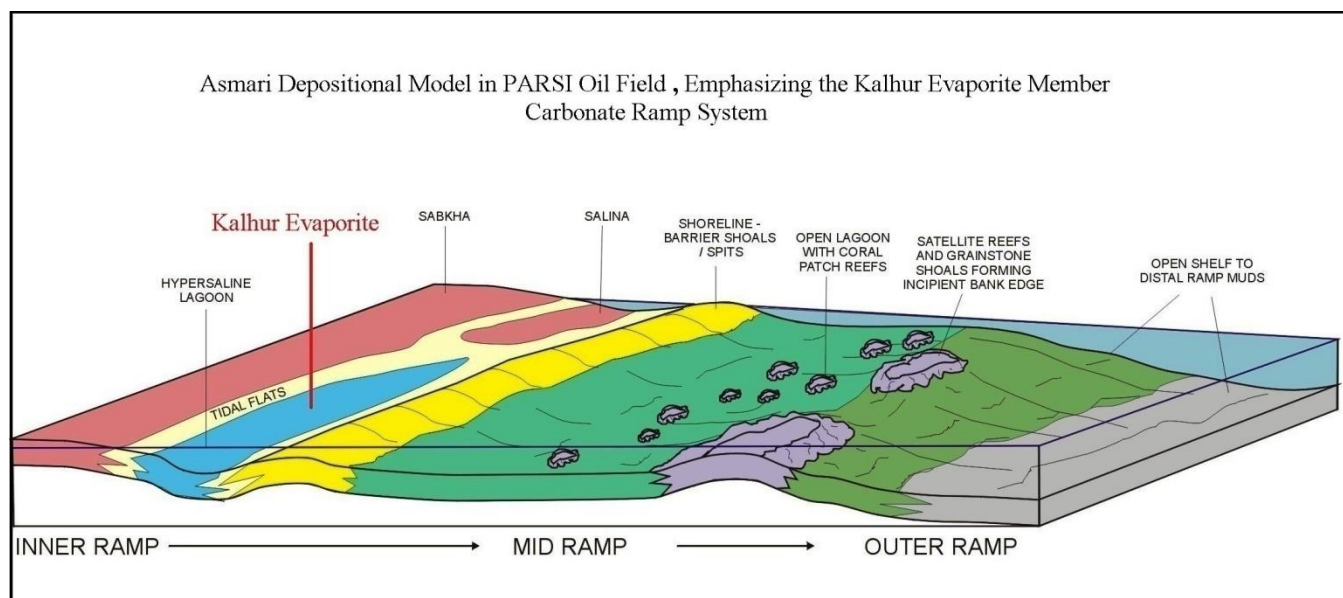 Asmari Depositional Model in PARSI Oil Field , Emphasizing the Kalhur Evaporite Member
Carbonate Ramp System
Kalhur Evaporite
HYPERSALINE
LAGOON
SABKHA
SALINA
SHORELINE -
BARRIER SHOALS
/ SPITS
OPEN LAGOON
WITH CORAL
PATCH REEFS
SATELLITE REEFS
AND GRAINSTONE
SHOALS FORMING
INCIPIENT BANK EDGE
OPEN SHELF TO
DISTAL RAMP MUDS
TIDAL FLATS
INNER RAMP
MID RAMP
OUTER RAMP